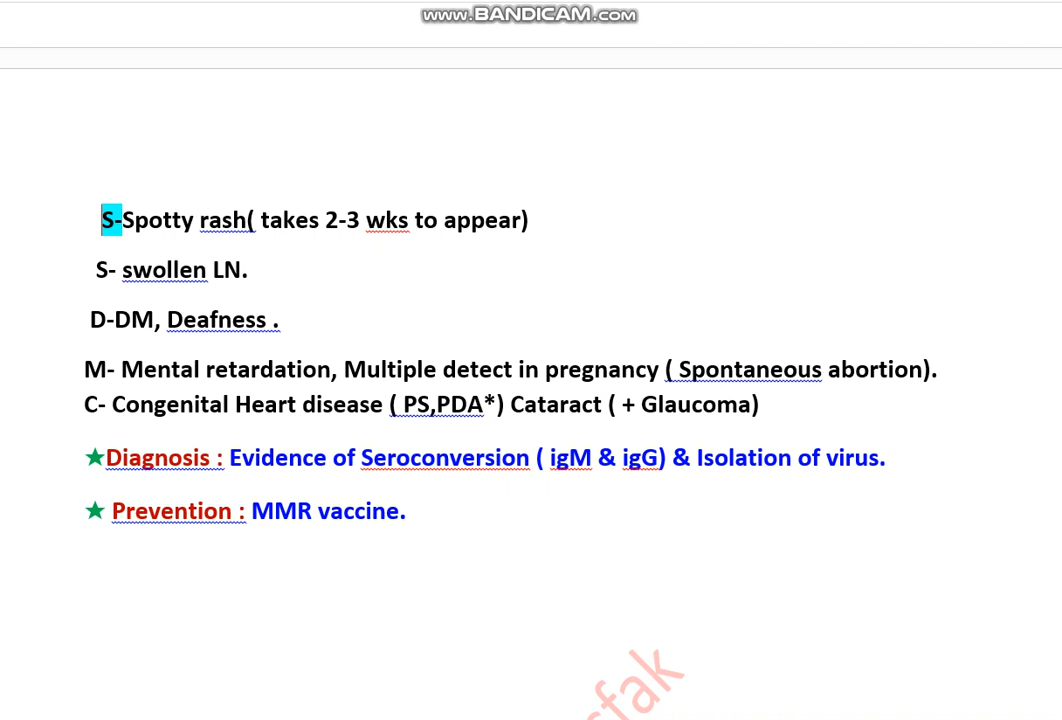 www.BANDICAM.com
S-Spotty rash( takes 2-3 wks to appear)
S- swollen LN.
D-DM, Deafness .
M- Mental retardation, Multiple detect in pregnancy ( Spontaneous abortion).
C- Congenital Heart disease ( PS,PDA*) Cataract ( + Glaucoma)
★Diagnosis : Evidence of Seroconversion ( igM & igG) & Isolation of virus.
★ Prevention : MMR vaccine.